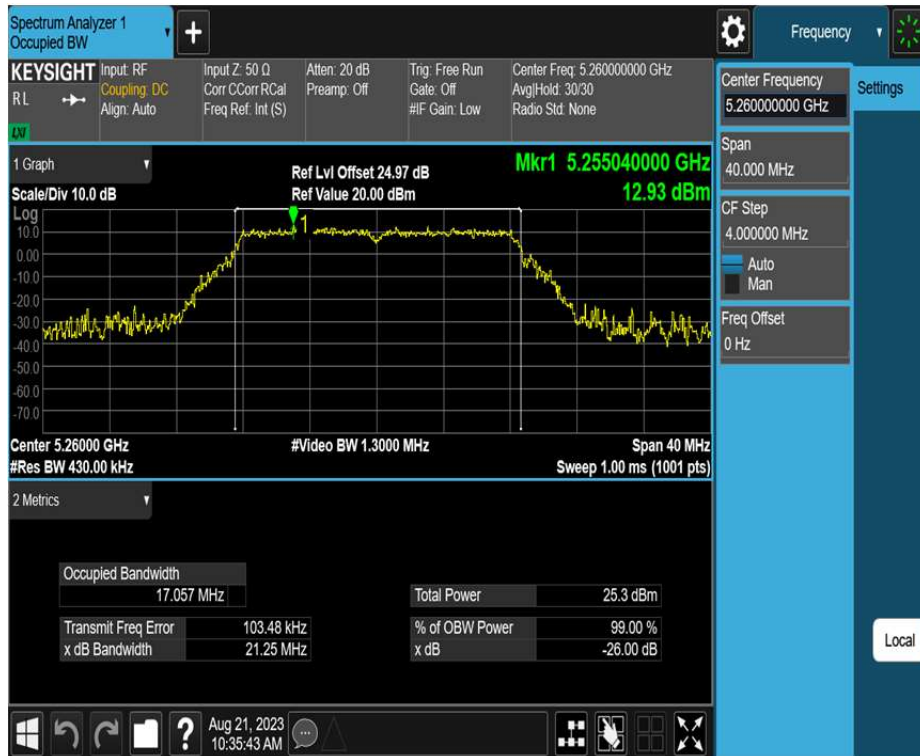 Spectrum Analyzer 1
Occupied BW
+
Frequency
KEYSIGHT
RL
LXI
Input: RF
Coupling: DC
Align: Auto
Input Z: 50 Ω
Corr CCorr RCal
Freq Ref: Int (S)
Atten: 20 dB
Preamp: Off
Trig: Free Run
Gate: Off
#IF Gain: Low
Center Freq: 5.260000000 GHz
Avg|Hold: 30/30
Radio Std: None
Center Frequency
5.260000000 GHz
Settings
Span
40.000 MHz
CF Step
4.000000 MHz
Auto
Man
Freq Offset
0 Hz
Local
1 Graph
Scale/Div 10.0 dB
Ref Lvl Offset 24.97 dB
Ref Value 20.00 dBm
Mkr1 5.255040000 GHz
12.93 dBm
Log
10.0
0.00
-10.0
-20.0
-30.0
-40.0
-50.0
-60.0
-70.0
1
Center 5.26000 GHz
#Video BW 1.3000 MHz
Span 40 MHz
#Res BW 430.00 kHz
Sweep 1.00 ms (1001 pts)
2 Metrics
Occupied Bandwidth
17.057 MHz
Total Power 25.3 dBm
Transmit Freq Error 103.48 kHz
% of OBW Power 99.00 %
x dB Bandwidth 21.25 MHz
x dB -26.00 dB
?
Aug 21, 2023
10:35:43 AM